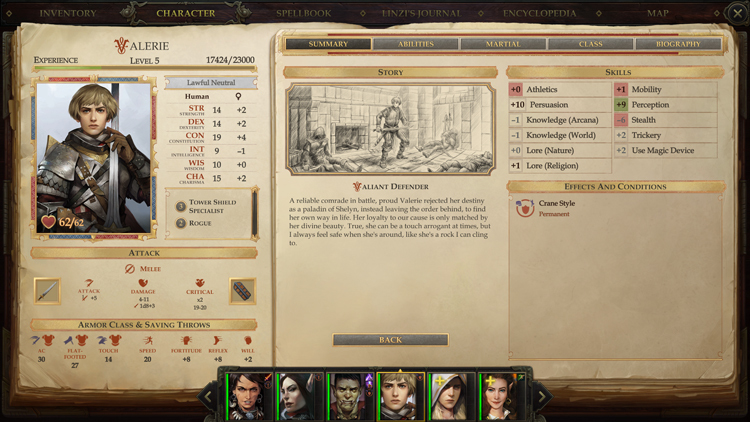 INVENTORY
CHARACTER
SPELLBOOK
LINZI'S JOURNAL
ENCYCLOPEDIA
MAP
VALERIE
EXPERIENCE LEVEL 5 17424/23000
Lawful Neutral
Human
STR 14 +2
STRENGTH
DEX 14 +2
DEXTERITY
CON 19 +4
CONSTITUTION
INT 9 −1
INTELLIGENCE
WIS 10 +0
WISDOM
CHA 15 +2
CHARISMA
62/62
3 TOWER SHIELD
SPECIALIST
2 ROGUE
ATTACK
MELEE
ATTACK DAMAGE CRITICAL
+5 4-11 x2
1d8+3 19-20
ARMOR CLASS & SAVING THROWS
AC FLAT-FOOTED TOUCH SPEED FORTITUDE REFLEX WILL
30 27 14 20 +8 +8 +2
SUMMARY
ABILITIES
MARTIAL
CLASS
BIOGRAPHY
STORY
VALIANT DEFENDER
A reliable comrade in battle, proud Valerie rejected her destiny
as a paladin of Shelyn, instead leaving the order behind, to find
her own way in life. Her loyalty to our cause is only matched by
her divine beauty. True, she can be a touch arrogant at times, but
I always feel safe when she's around, like she's a rock I can cling
to.
BACK
SKILLS
+0 Athletics +1 Mobility
+10 Persuasion +9 Perception
−1 Knowledge (Arcana) −6 Stealth
−1 Knowledge (World) +2 Trickery
+0 Lore (Nature) +2 Use Magic Device
+1 Lore (Religion)
EFFECTS AND CONDITIONS
Crane Style
Permanent